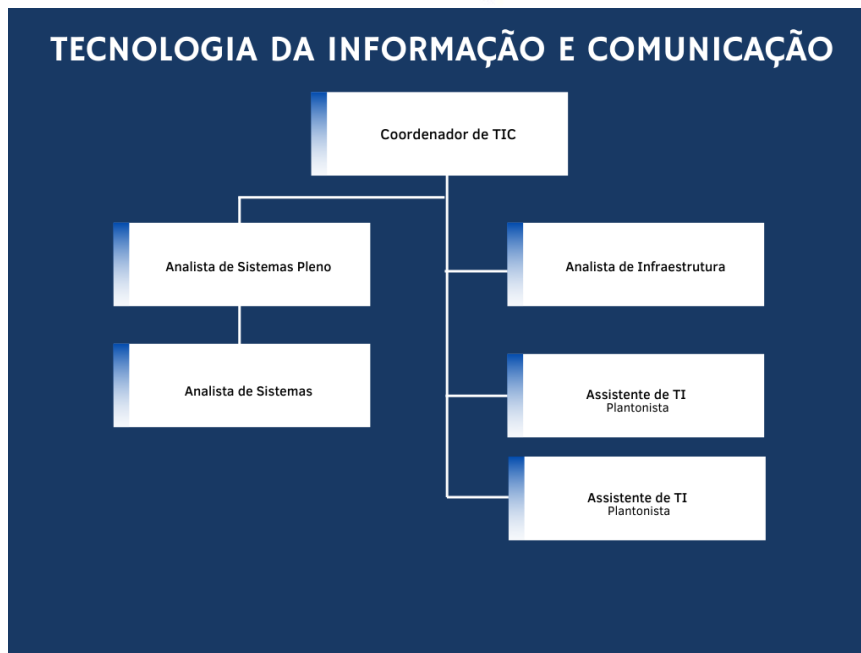 TECNOLOGIA DA INFORMAÇÃO E COMUNICAÇÃO
Coordenador de TIC
Analista de Sistemas Pleno
Analista de Infraestrutura
Analista de Sistemas
Assistente de TI
Plantonista
Assistente de TI
Plantonista